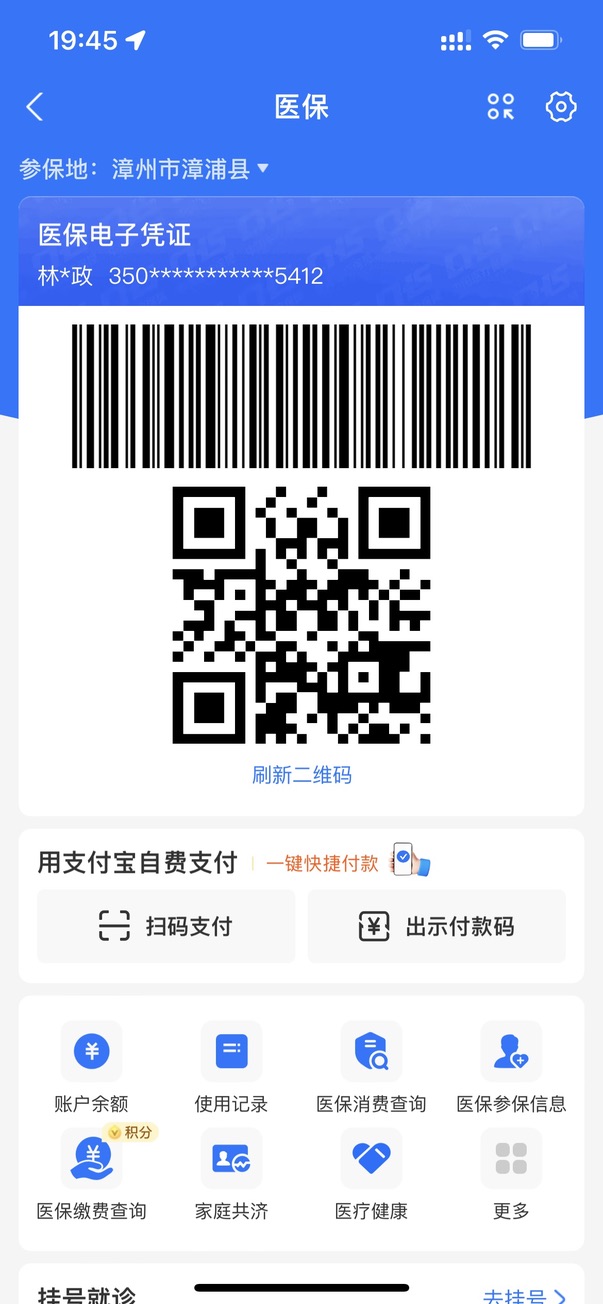 19:45
医保
参保地：漳州市漳浦县
医保电子凭证
林*政 350***********5412
刷新二维码
用支付宝自费支付 一键快捷付款
扫码支付 出示付款码
账户余额 使用记录 医保消费查询 医保参保信息
积分
医保缴费查询 家庭共济 医疗健康 更多
挂号就诊 去挂号